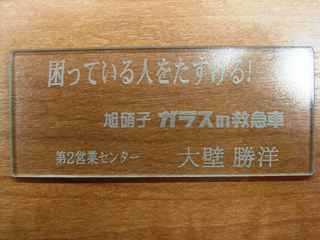 困っている人をたすける!
旭硝子 ガラスの救急車
第2営業センター 大壁 勝洋